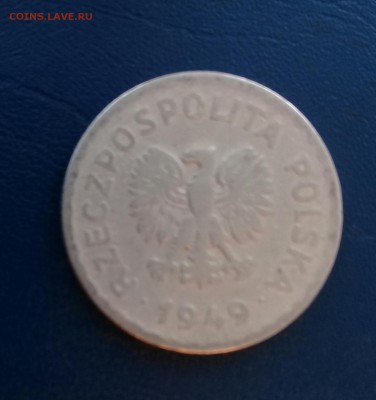 COINS.LAVE.RU
RZECZPOSPOLITA POLSKA
· 1949 ·